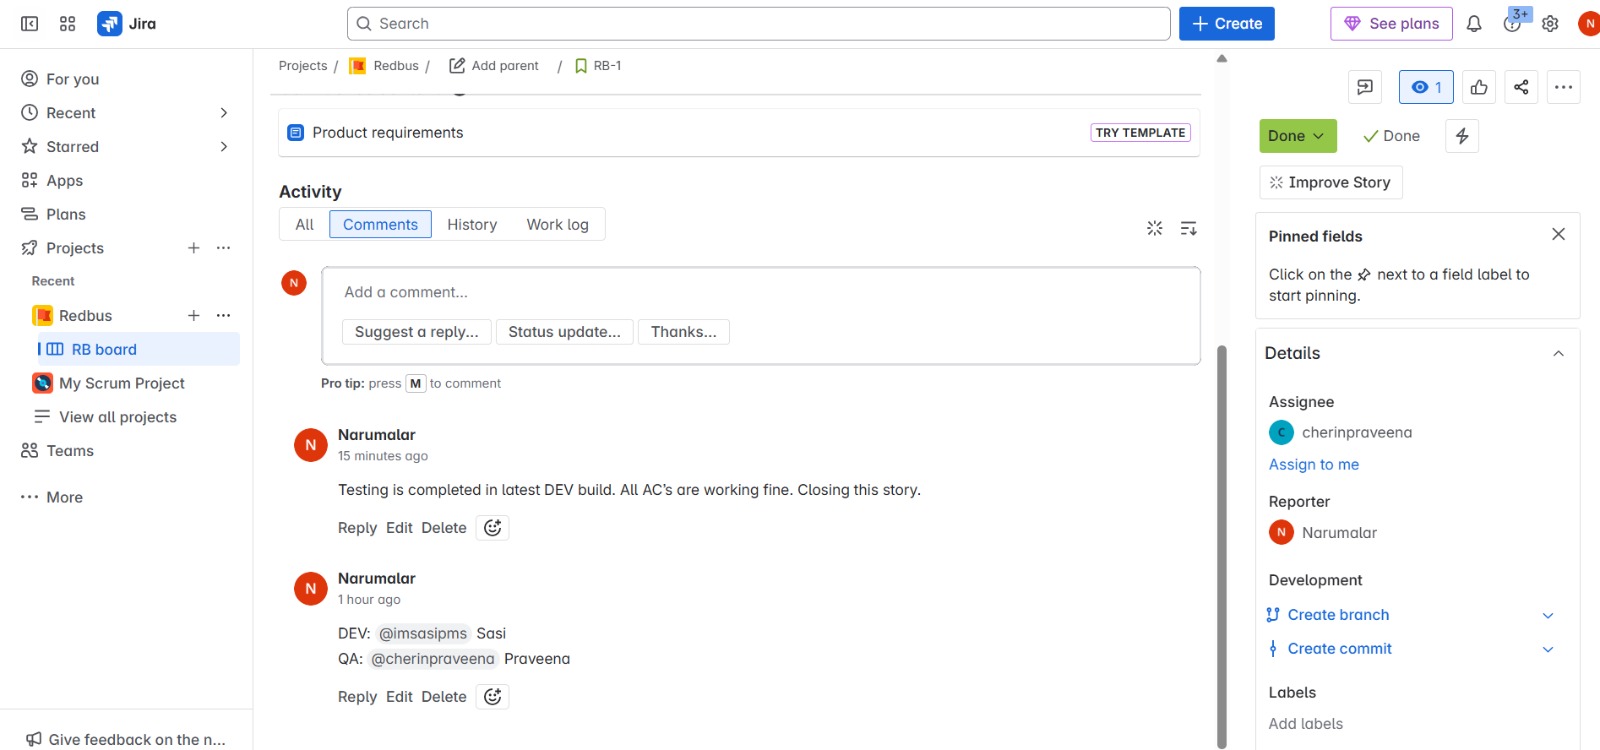 Jira
Search
Create
See plans
3+
N
For you
Recent
Starred
Apps
Plans
Projects
Recent
Redbus
RB board
My Scrum Project
View all projects
Teams
More
Give feedback on the n...
Projects / Redbus / Add parent / RB-1
Product requirements
TRY TEMPLATE
Activity
All Comments History Work log
N
Add a comment...
Suggest a reply... Status update... Thanks...
Pro tip: press M to comment
N
Narumalar
15 minutes ago
Testing is completed in latest DEV build. All AC's are working fine. Closing this story.
Reply Edit Delete
N
Narumalar
1 hour ago
DEV: @imsasipms Sasi
QA: @cherinpraveena Praveena
Reply Edit Delete
1
Done
Done
Improve Story
Pinned fields
Click on the next to a field label to
start pinning.
Details
Assignee
C cherinpraveena
Assign to me
Reporter
N Narumalar
Development
Create branch
Create commit
Labels
Add labels